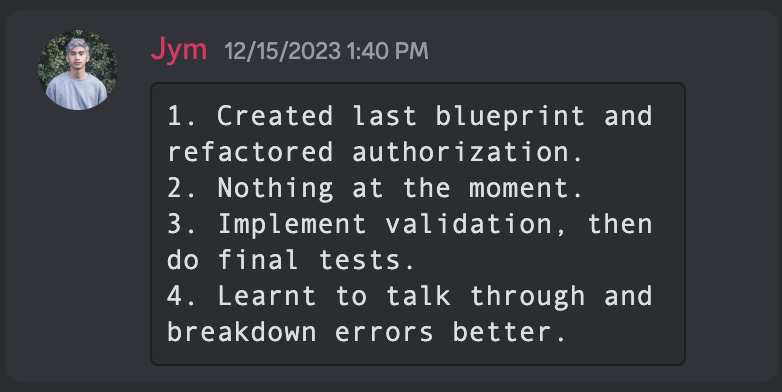 Jym 12/15/2023 1:40 PM
1. Created last blueprint and
refactored authorization.
2. Nothing at the moment.
3. Implement validation, then
do final tests.
4. Learnt to talk through and
breakdown errors better.